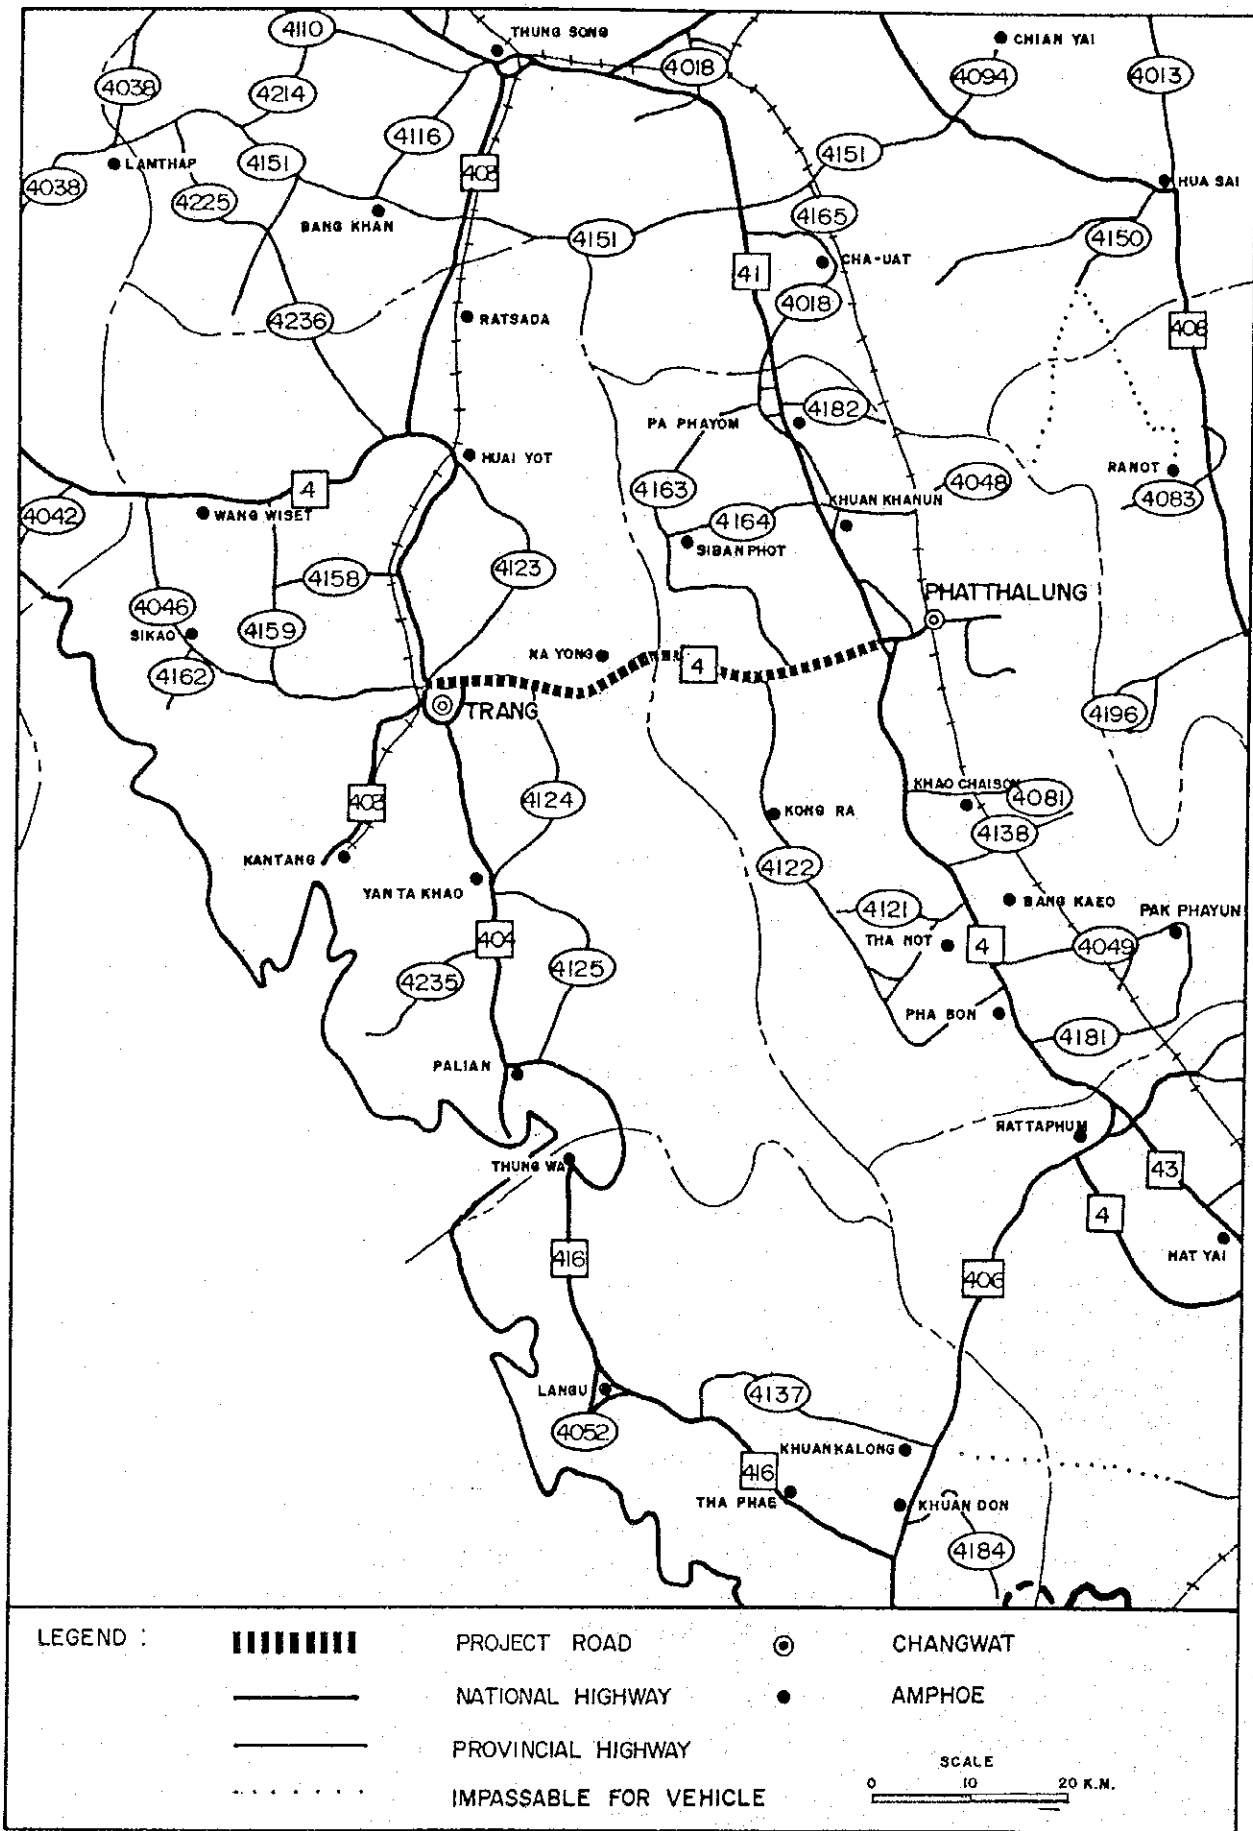 THUNG SONG
CHIAN YAI
4110
4018
4094
4013
4038
4214
4116
4151
LAMTHAP
4151
403
4038
4225
HUA SAI
BANG KHAN
4165
4151
4150
41
CHA-UAT
4018
4236
RATSADA
408
4182
PA PHAYOM
HUAI YOT
RANOT
4
4163
4048
KHUAN KHANUN
4083
4042
WANG WISET
4164
SIBANPHOT
4158
4123
PHATTHALUNG
4046
SIKAO
4159
NA YONG
4
4162
TRANG
4196
403
4124
KHAO CHAISON
4081
KONG RA
4138
KANTANG
4122
YAN TA KHAO
4121
BANG KAEO
PAK PHAYUN
404
THA NOT
4
4049
4235
4125
PHA BON
4181
PALIAN
RATTAPHUM
THUNG WA
43
4
416
HAT YAI
406
LANGU
4137
4052
KHUANKALONG
416
THA PHAE
KHUAN DON
4184
LEGEND :
PROJECT ROAD
CHANGWAT
NATIONAL HIGHWAY
AMPHOE
PROVINCIAL HIGHWAY
SCALE
0 10 20 K.M.
IMPASSABLE FOR VEHICLE